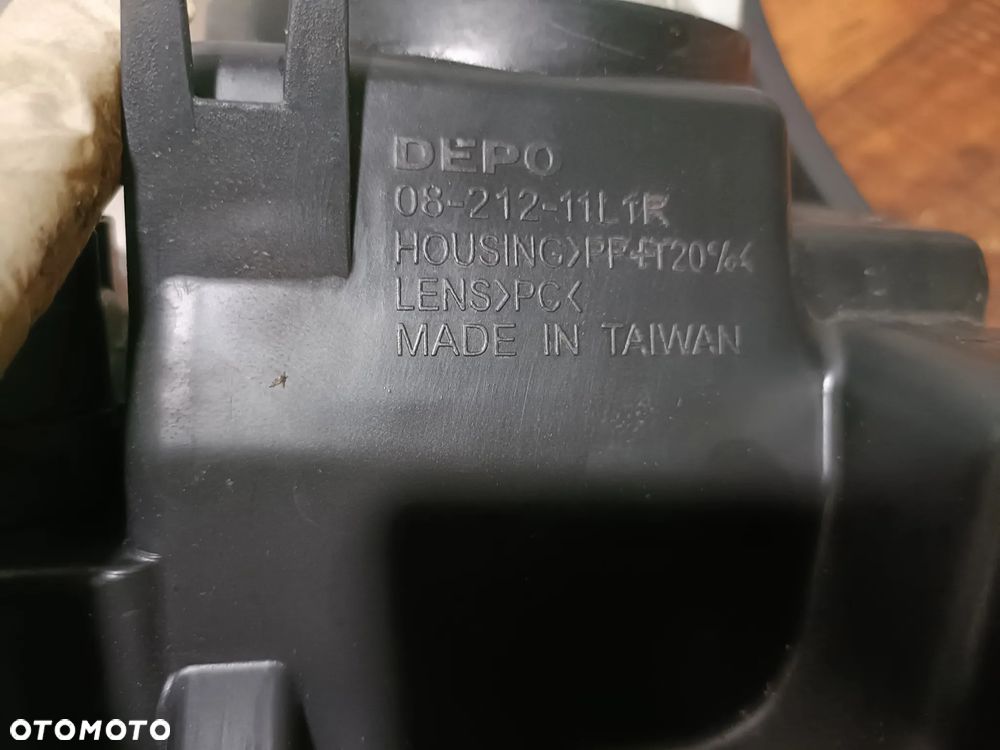 DEPO
08-212-11L1R
HOUSING>PP+T20%<
LENS>PC<
MADE IN TAIWAN
OTOMOTO